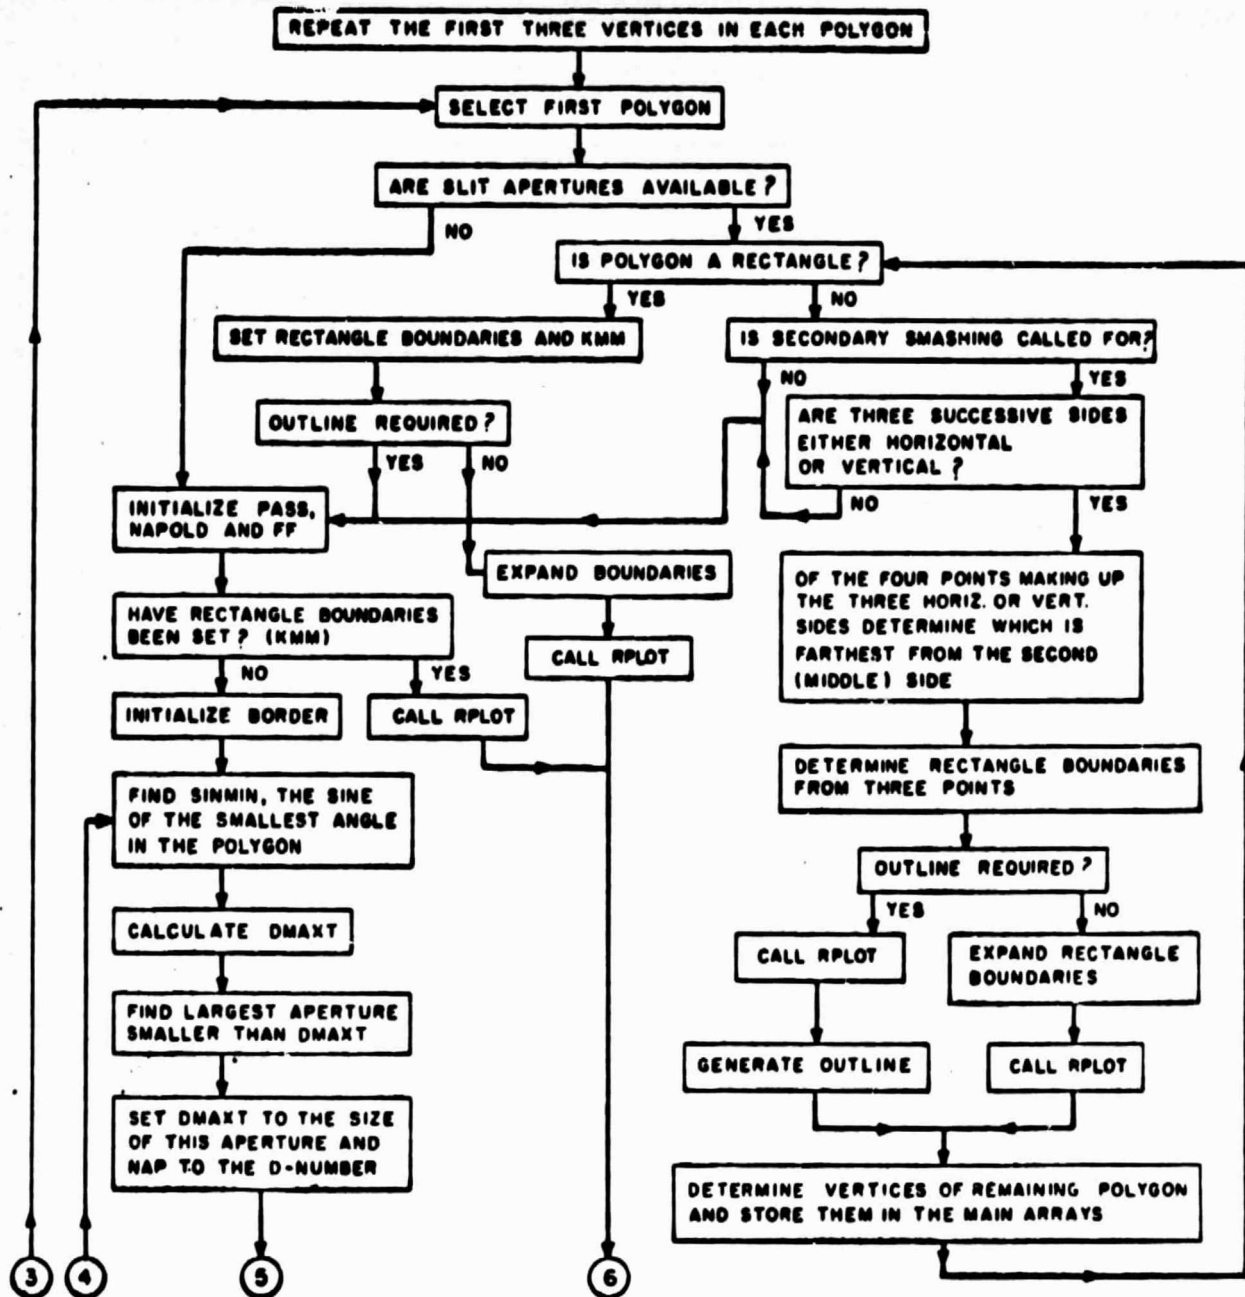 REPEAT THE FIRST THREE VERTICES IN EACH POLYGON
SELECT FIRST POLYGON
ARE SLIT APERTURES AVAILABLE?
NO
YES
IS POLYGON A RECTANGLE?
YES
NO
SET RECTANGLE BOUNDARIES AND KMM
IS SECONDARY SMASHING CALLED FOR?
NO
YES
OUTLINE REQUIRED?
YES
NO
ARE THREE SUCCESSIVE SIDES
EITHER HORIZONTAL
OR VERTICAL?
NO
YES
INITIALIZE PASS,
NAPOLD AND FF
EXPAND BOUNDARIES
CALL RPLOT
HAVE RECTANGLE BOUNDARIES
BEEN SET? (KMM)
NO
YES
INITIALIZE BORDER
CALL RPLOT
OF THE FOUR POINTS MAKING UP
THE THREE HORIZ. OR VERT.
SIDES DETERMINE WHICH IS
FARTHEST FROM THE SECOND
(MIDDLE) SIDE
FIND SINMIN, THE SINE
OF THE SMALLEST ANGLE
IN THE POLYGON
DETERMINE RECTANGLE BOUNDARIES
FROM THREE POINTS
OUTLINE REQUIRED?
YES
NO
CALCULATE DMAXT
CALL RPLOT
EXPAND RECTANGLE
BOUNDARIES
FIND LARGEST APERTURE
SMALLER THAN DMAXT
GENERATE OUTLINE
CALL RPLOT
SET DMAXT TO THE SIZE
OF THIS APERTURE AND
NAP TO THE D-NUMBER
DETERMINE VERTICES OF REMAINING POLYGON
AND STORE THEM IN THE MAIN ARRAYS
3
4
5
6